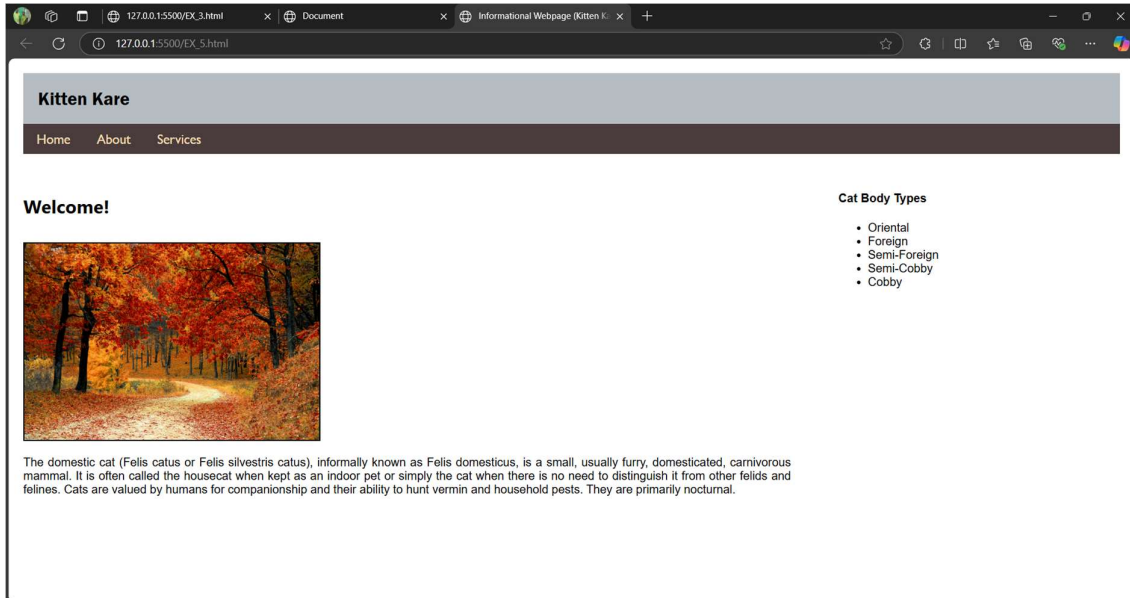 127.0.0.1:5500/EX_3.html
Document
Informational Webpage (Kitten K
127.0.0.1:5500/EX_5.html
Kitten Kare
Home About Services
Welcome!
Cat Body Types
Oriental
Foreign
Semi-Foreign
Semi-Cobby
Cobby
The domestic cat (Felis catus or Felis silvestris catus), informally known as Felis domesticus, is a small, usually furry, domesticated, carnivorous
mammal. It is often called the housecat when kept as an indoor pet or simply the cat when there is no need to distinguish it from other felids and
felines. Cats are valued by humans for companionship and their ability to hunt vermin and household pests. They are primarily nocturnal.